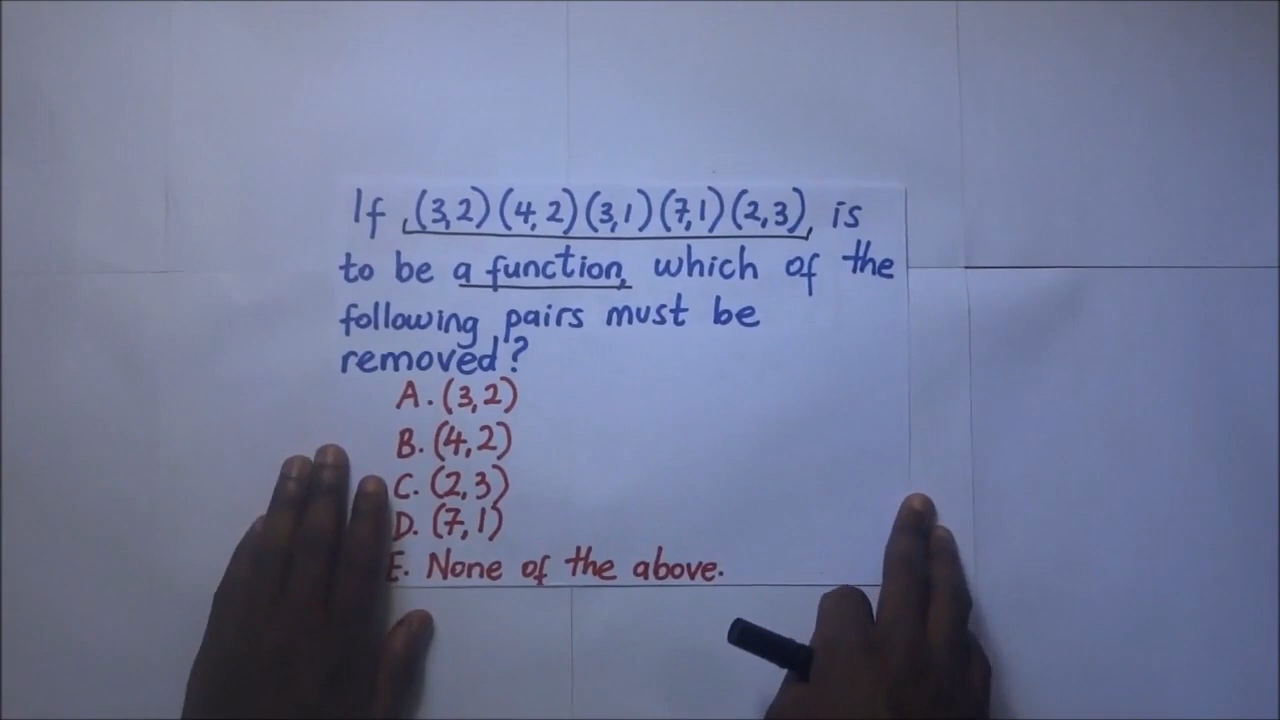 If (3,2)(4,2)(3,1)(7,1)(2,3), is
to be a function, which of the
following pairs must be
removed?
A. (3,2)
B. (4,2)
C. (2,3)
D. (7,1)
E. None of the above.